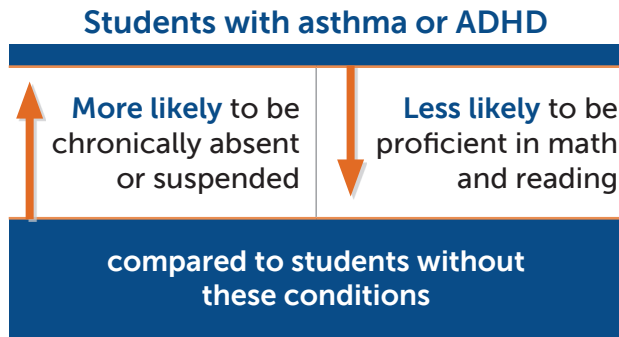 Students with asthma or ADHD
More likely to be
chronically absent
or suspended
Less likely to be
proficient in math
and reading
compared to students without
these conditions